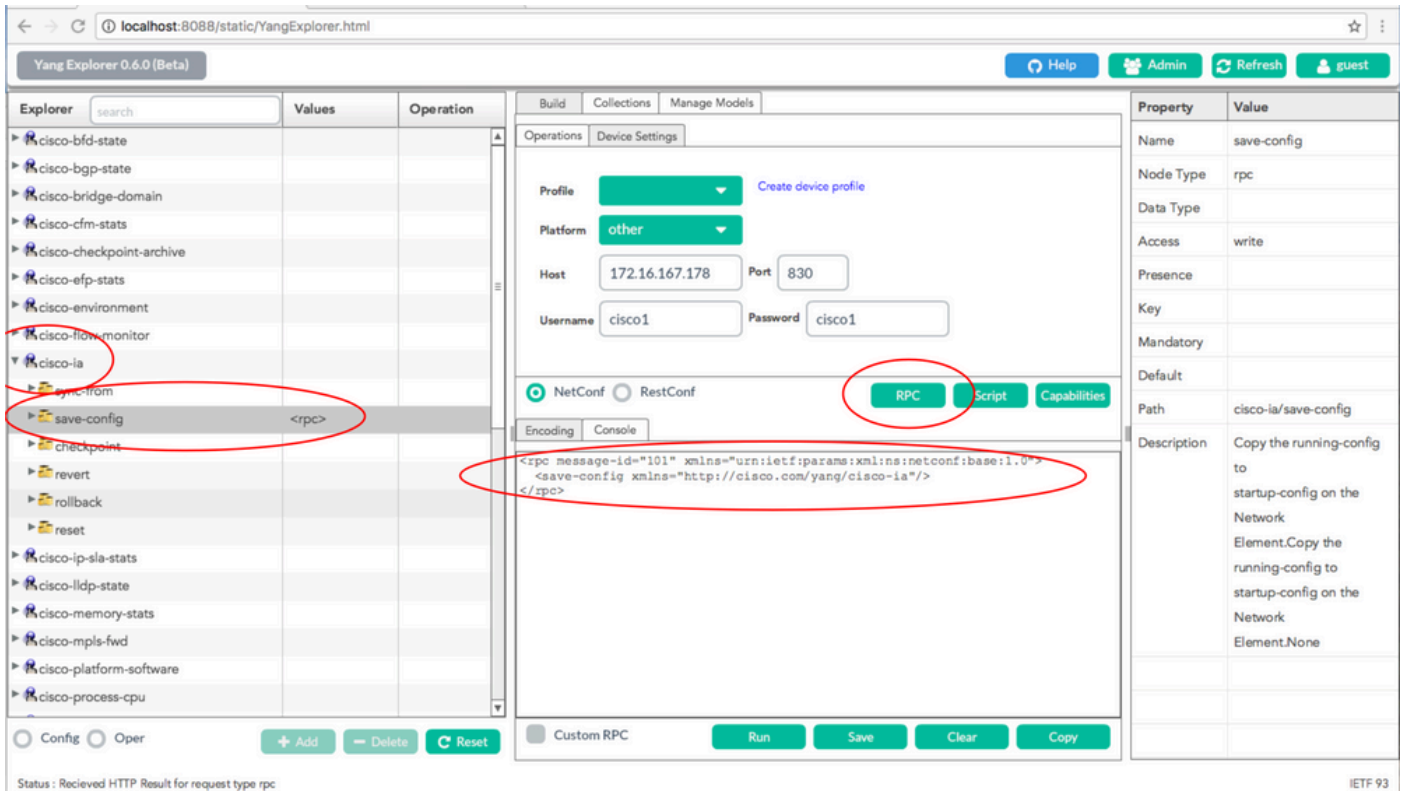 localhost:8088/static/YangExplorer.html
Yang Explorer 0.6.0 (Beta)
Help
Admin
Refresh
guest
Explorer
search
Values
Operation
cisco-bfd-state
cisco-bgp-state
cisco-bridge-domain
cisco-cfm-stats
cisco-checkpoint-archive
cisco-efp-stats
cisco-environment
cisco-flow-monitor
cisco-ia
sync-from
save-config
<rpc>
checkpoint
revert
rollback
reset
cisco-ip-sla-stats
cisco-lldp-state
cisco-memory-stats
cisco-mpls-fwd
cisco-platform-software
cisco-process-cpu
Config
Oper
+ Add
— Delete
Reset
Build
Collections
Manage Models
Operations
Device Settings
Profile
Create device profile
Platform
other
Host
172.16.167.178
Port
830
Username
cisco1
Password
cisco1
NetConf
RestConf
RPC
Script
Capabilities
Encoding
Console
<rpc message-id="101" xmlns="urn:ietf:params:xml:ns:netconf:base:1.0">
<save-config xmlns="http://cisco.com/yang/cisco-ia"/>
</rpc>
Custom RPC
Run
Save
Clear
Copy
Property
Value
Name
save-config
Node Type
rpc
Data Type
Access
write
Presence
Key
Mandatory
Default
Path
cisco-ia/save-config
Description
Copy the running-config
to
startup-config on the
Network
Element.Copy the
running-config to
startup-config on the
Network
Element.None
Status : Recieved HTTP Result for request type rpc
IETF 93